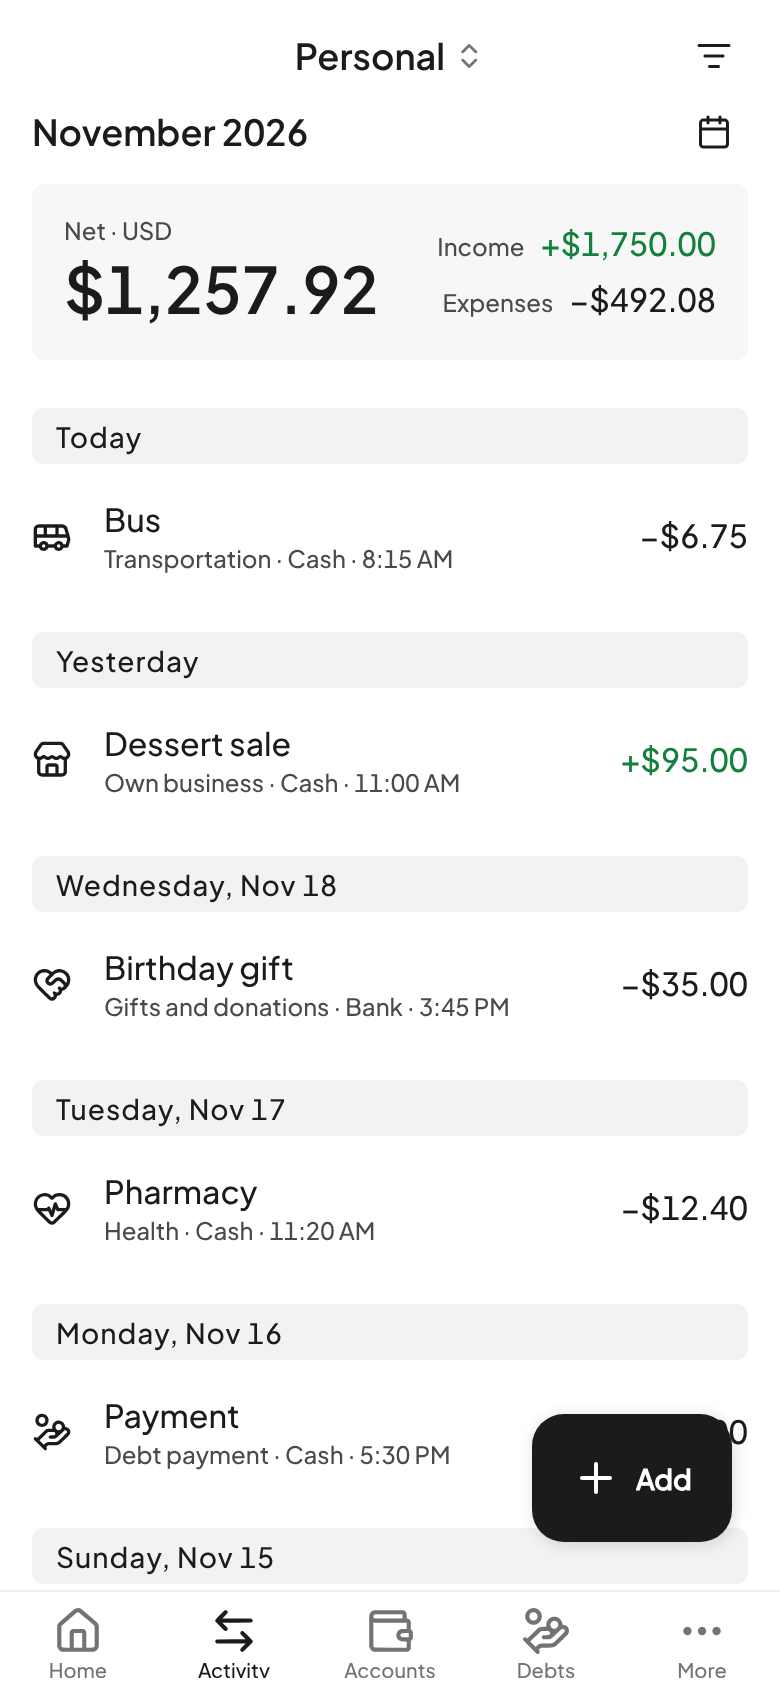 Personal
November 2026
Net · USD
$1,257.92
Income +$1,750.00
Expenses −$492.08
Today
Bus
Transportation · Cash · 8:15 AM
−$6.75
Yesterday
Dessert sale
Own business · Cash · 11:00 AM
+$95.00
Wednesday, Nov 18
Birthday gift
Gifts and donations · Bank · 3:45 PM
−$35.00
Tuesday, Nov 17
Pharmacy
Health · Cash · 11:20 AM
−$12.40
Monday, Nov 16
Payment
Debt payment · Cash · 5:30 PM
Add
Sunday, Nov 15
Home
Activity
Accounts
Debts
More